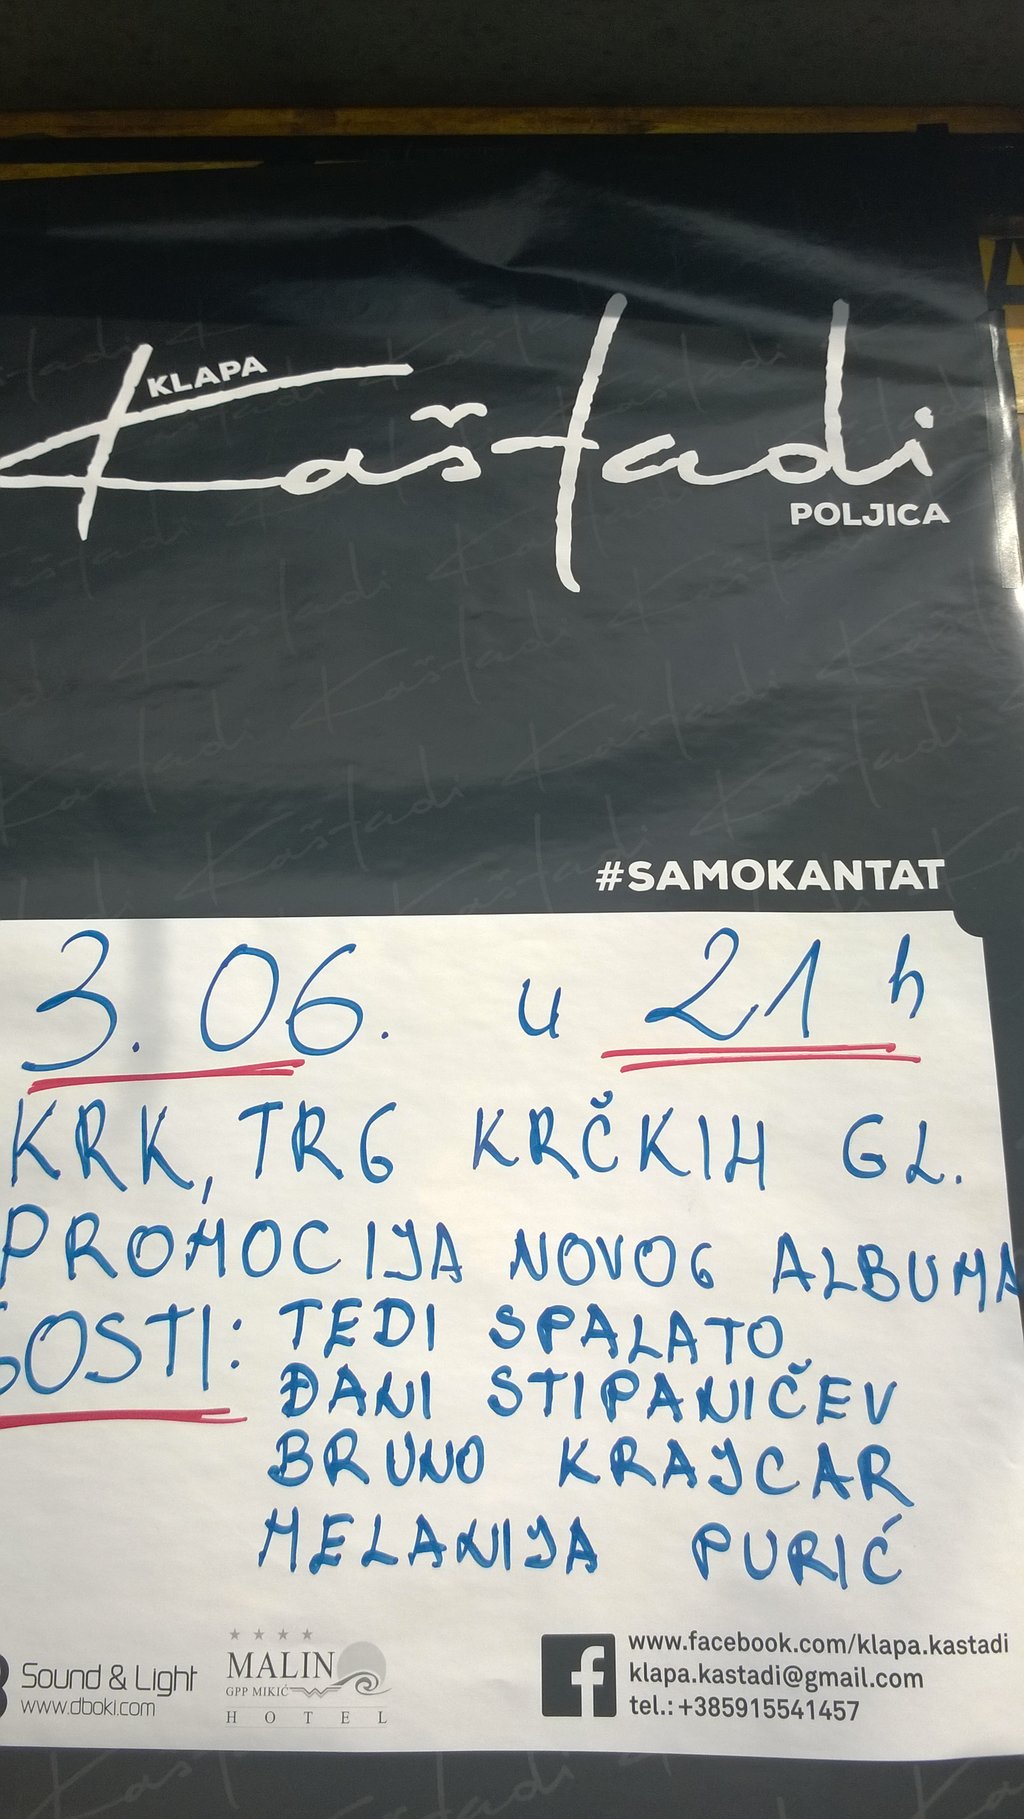 KLAPA
Kaštadi
POLJICA
#SAMOKANTAT
3.06. u 21 h
KRK, TRG KRČKIH GL.
PROMOCIJA NOVOG ALBUMA
GOSTI: TEDI SPALATO
ĐANI STIPANIČEV
BRUNO KRAJCAR
MELANIJA PURIĆ
Sound & Light
www.dboki.com
MALIN
GPP MIKIĆ
HOTEL
www.facebook.com/klapa.kastadi
klapa.kastadi@gmail.com
tel.: +385915541457